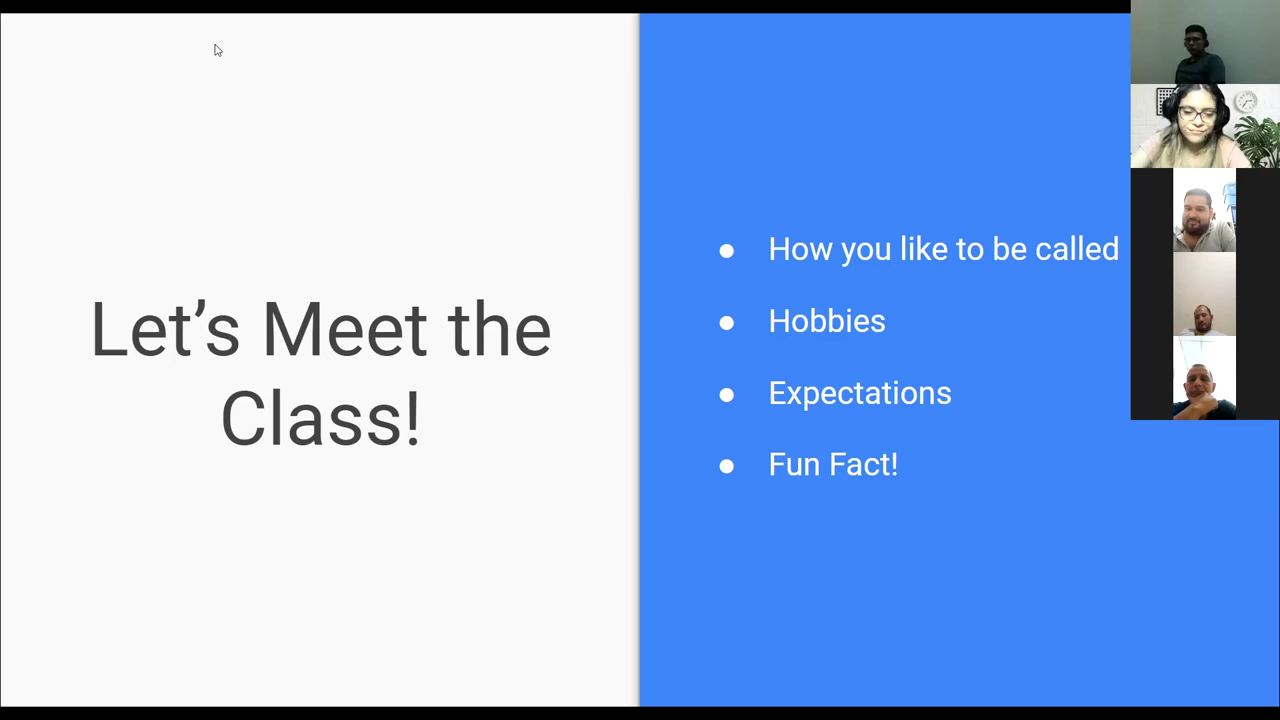 Let’s Meet the
Class!
● How you like to be called
● Hobbies
● Expectations
● Fun Fact!